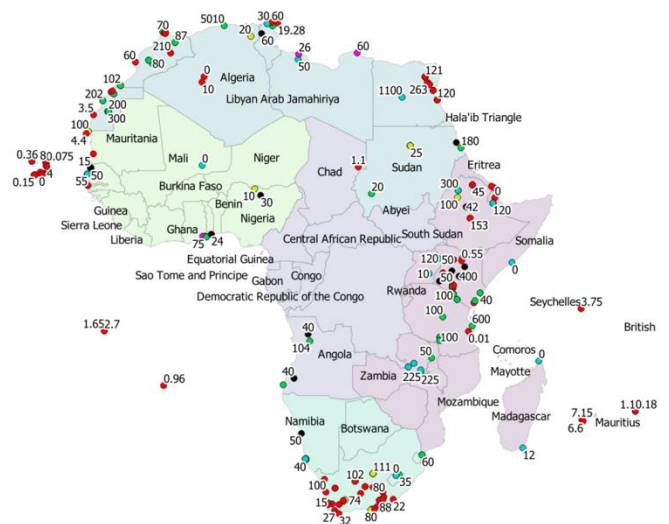 70
87
5010
30
60
19.28
20
60
210
60
80
26
50
60
0
Algeria
10
Libyan Arab Jamahiriya
121
1100
263
120
102
202
200
300
3.5
100
4.4
Mauritania
Hala'ib Triangle
Mali
0
Niger
Chad
1.1
Sudan
25
180
Eritrea
0.36
80.075
4
0.15
0
15
50
55
Burkina Faso
Guinea
Benin
10
30
20
Abyei
300
100
45
42
0
120
Sierra Leone
Liberia
Ghana
75
24
Nigeria
153
Somalia
Equatorial Guinea
Central African Republic
South Sudan
Sao Tome and Principe
Gabon
Congo
120
50
0.55
0
10
50
400
Democratic Republic of the Congo
Rwanda
100
40
Seychelles
3.75
1.652.7
100
600
0.01
British
40
104
Angola
100
50
Comoros
0
Mayotte
0.96
40
Zambia
225
225
Mozambique
Madagascar
1.10.18
7.15
6.6
Mauritius
Namibia
50
Botswana
60
12
40
111
0
35
100
102
80
15
74
88
22
27
32
80